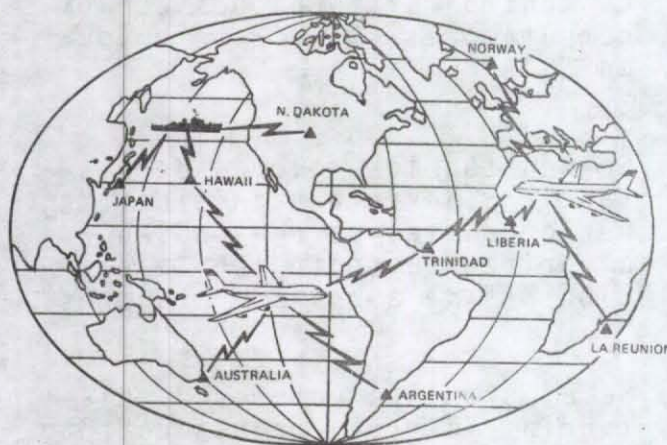 NORWAY
N. DAKOTA
HAWAII
JAPAN
LIBERIA
TRINIDAD
LA REUNION
AUSTRALIA
ARGENTINA